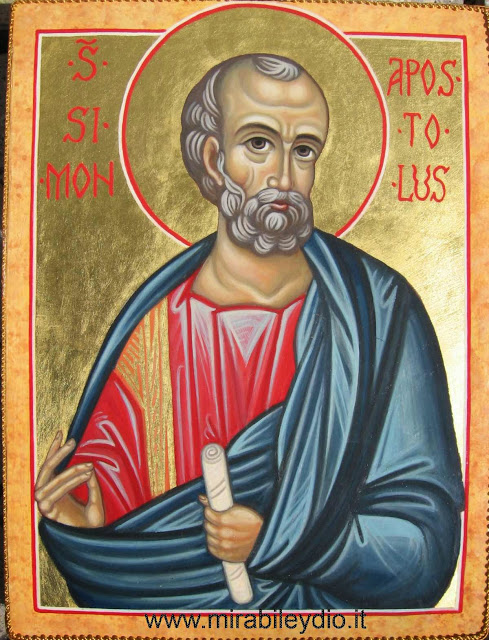 ·S̃·
SI·
·MON
APOS·
·TO·
·LUS·
www.mirabileydio.it